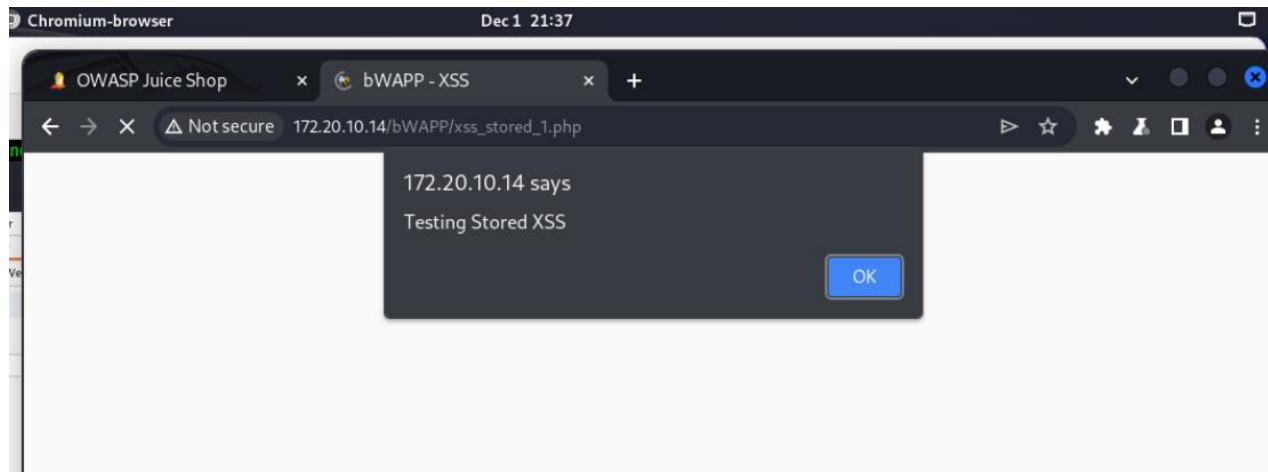 Chromium-browser Dec 1 21:37
OWASP Juice Shop bWAPP - XSS
Not secure 172.20.10.14/bWAPP/xss_stored_1.php
172.20.10.14 says
Testing Stored XSS
OK